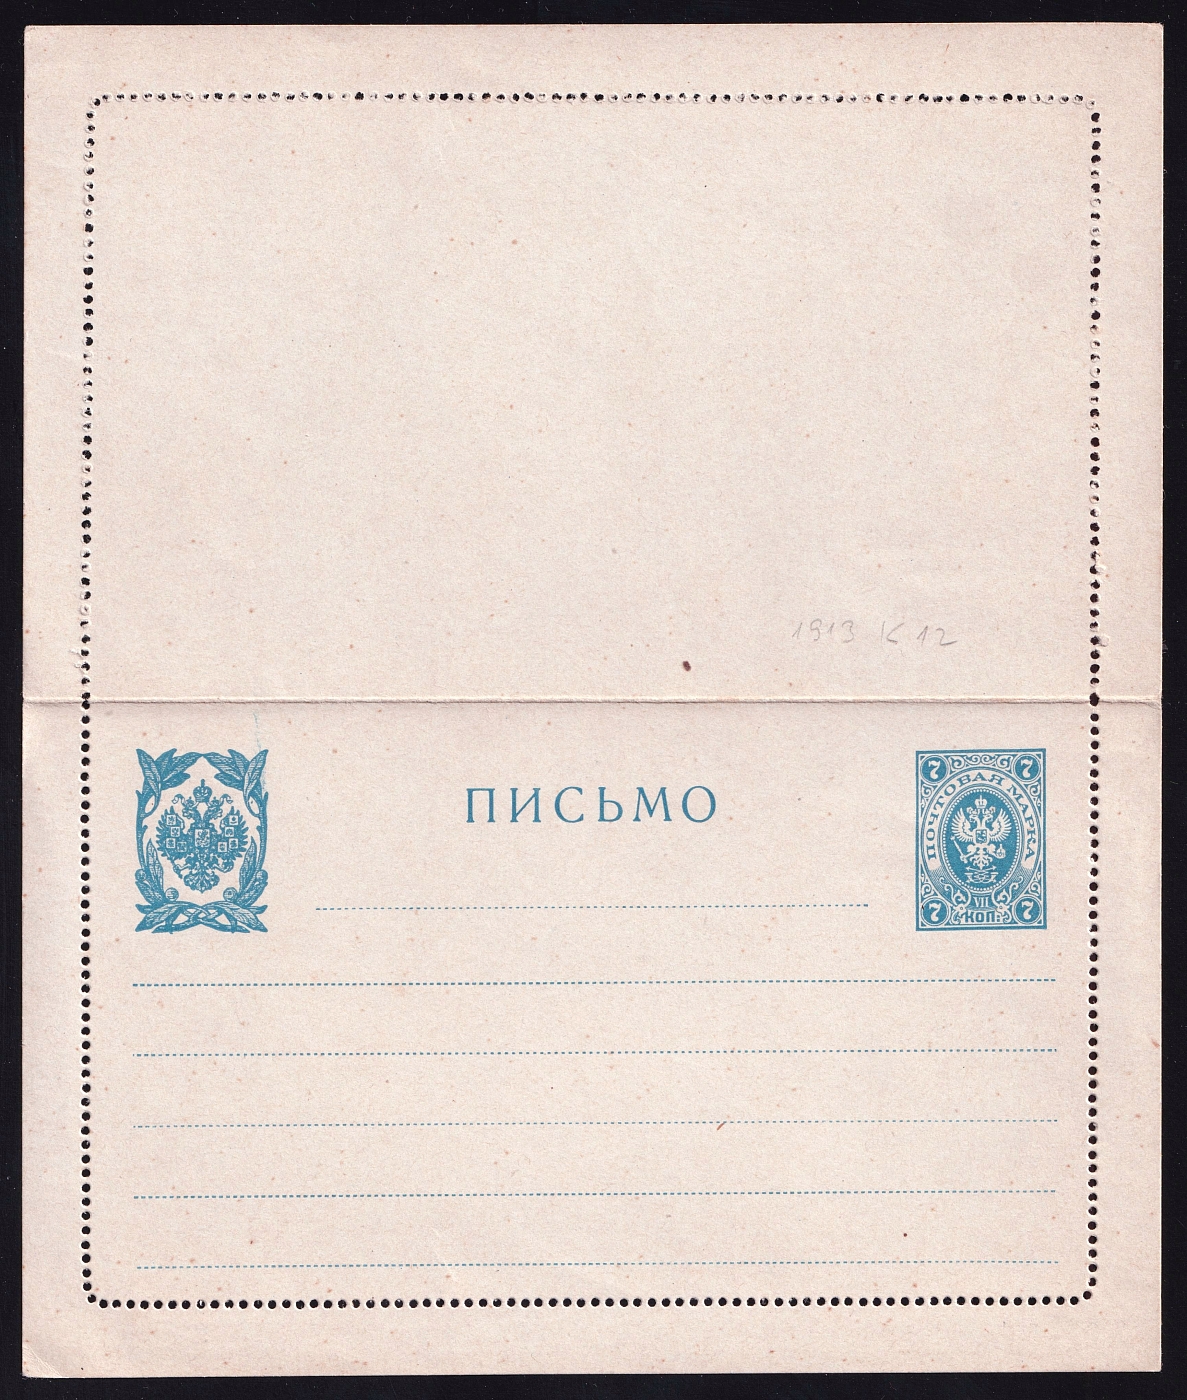 1913 K 12
ПИСЬМО
7 7
ПОЧТОВАЯ МАРКА
VII
7 КОП. 7